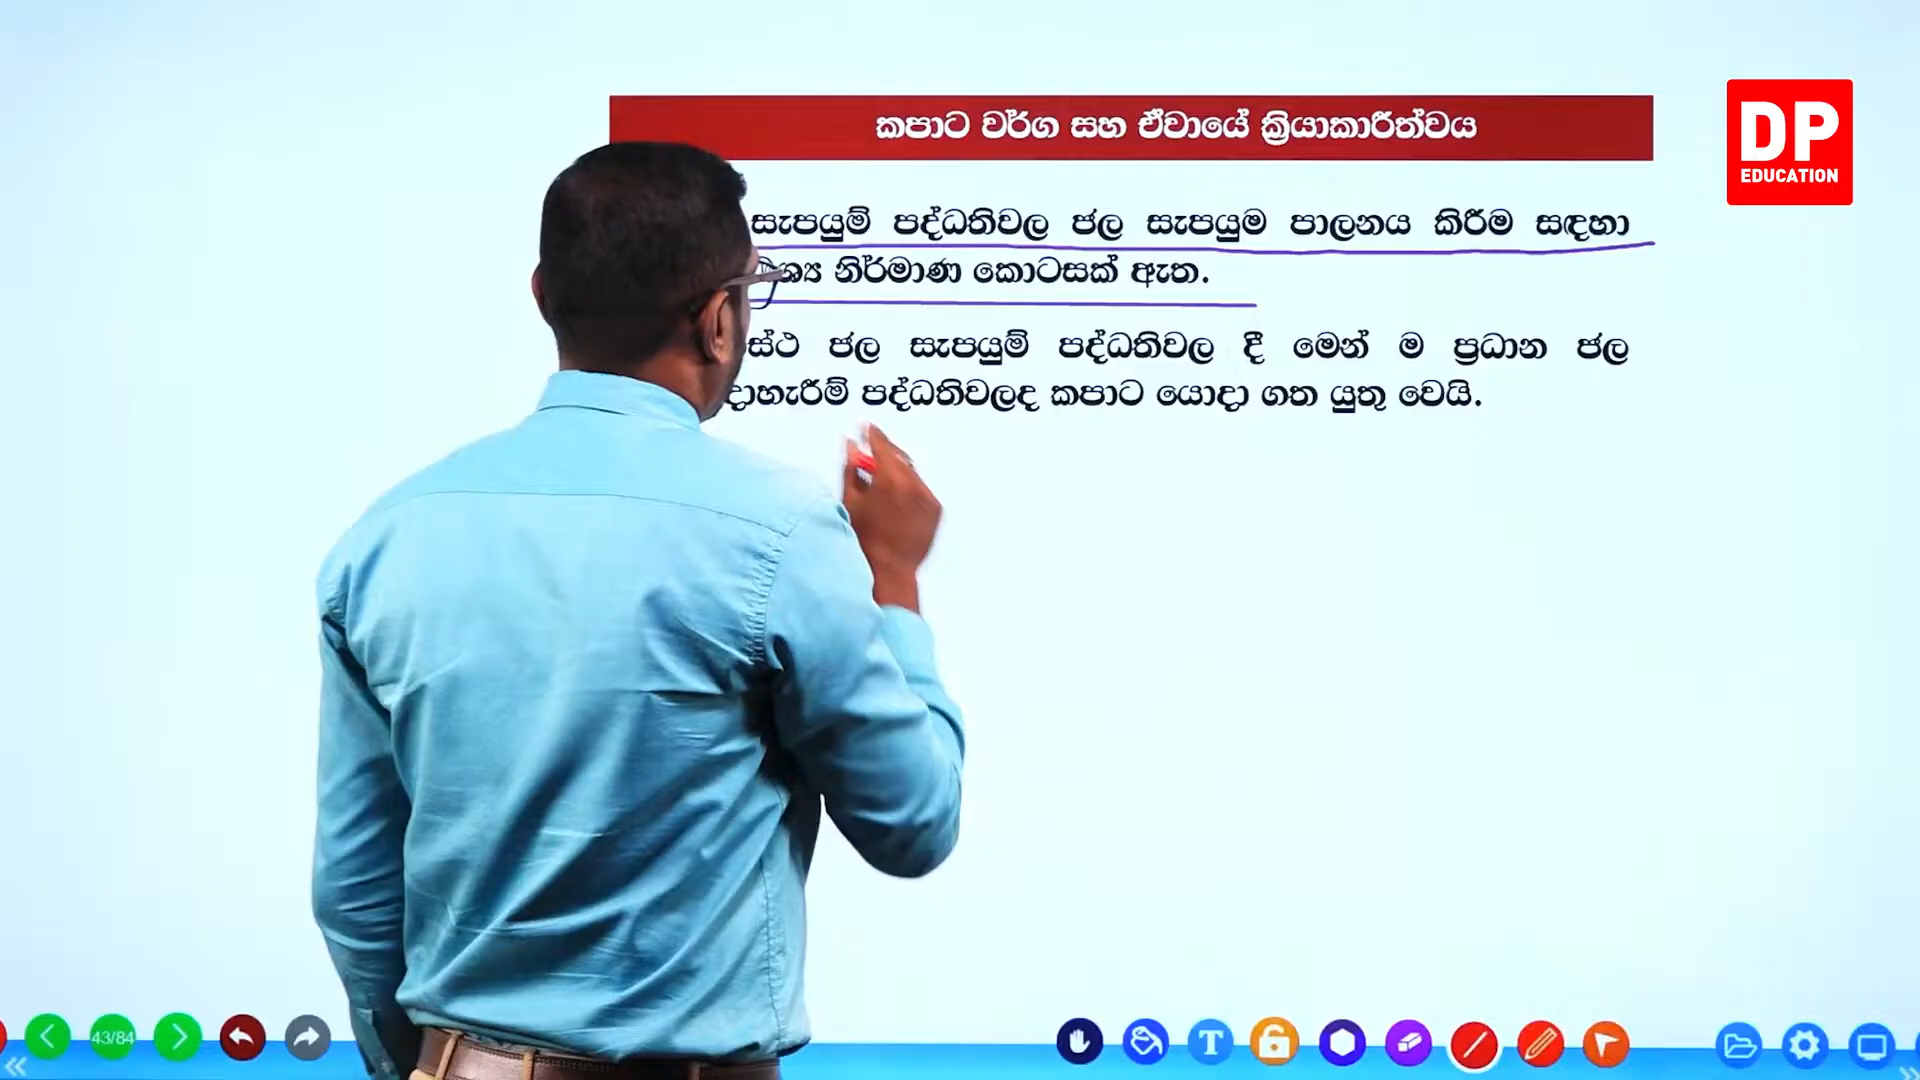 කපාට වර්ග සහ ඒවායේ ක්‍රියාකාරීත්වය
DP
EDUCATION
සැපයුම් පද්ධතිවල ජල සැපයුම පාලනය කිරීම සඳහා
නිර්මාණ කොටසක් ඇත.
ජල සැපයුම් පද්ධතිවල දී මෙන් ම ප්‍රධාන ජල
පද්ධතිවලද කපාට යොදා ගත යුතු වෙයි.
43/84
T